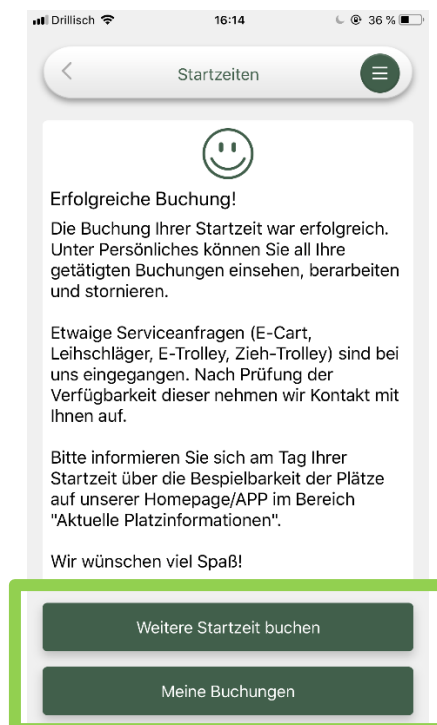 Drillisch 16:14 36 %
Startzeiten
Erfolgreiche Buchung!
Die Buchung Ihrer Startzeit war erfolgreich.
Unter Persönliches können Sie all Ihre
getätigten Buchungen einsehen, berarbeiten
und stornieren.
Etwaige Serviceanfragen (E-Cart,
Leihschläger, E-Trolley, Zieh-Trolley) sind bei
uns eingegangen. Nach Prüfung der
Verfügbarkeit dieser nehmen wir Kontakt mit
Ihnen auf.
Bitte informieren Sie sich am Tag Ihrer
Startzeit über die Bespielbarkeit der Plätze
auf unserer Homepage/APP im Bereich
"Aktuelle Platzinformationen".
Wir wünschen viel Spaß!
Weitere Startzeit buchen
Meine Buchungen